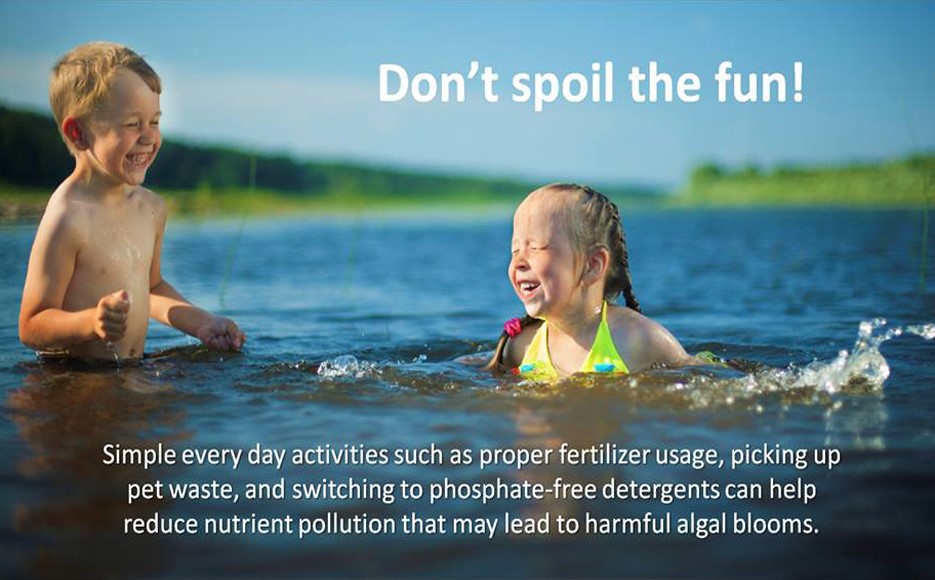 Don't spoil the fun!
Simple every day activities such as proper fertilizer usage, picking up
pet waste, and switching to phosphate-free detergents can help
reduce nutrient pollution that may lead to harmful algal blooms.